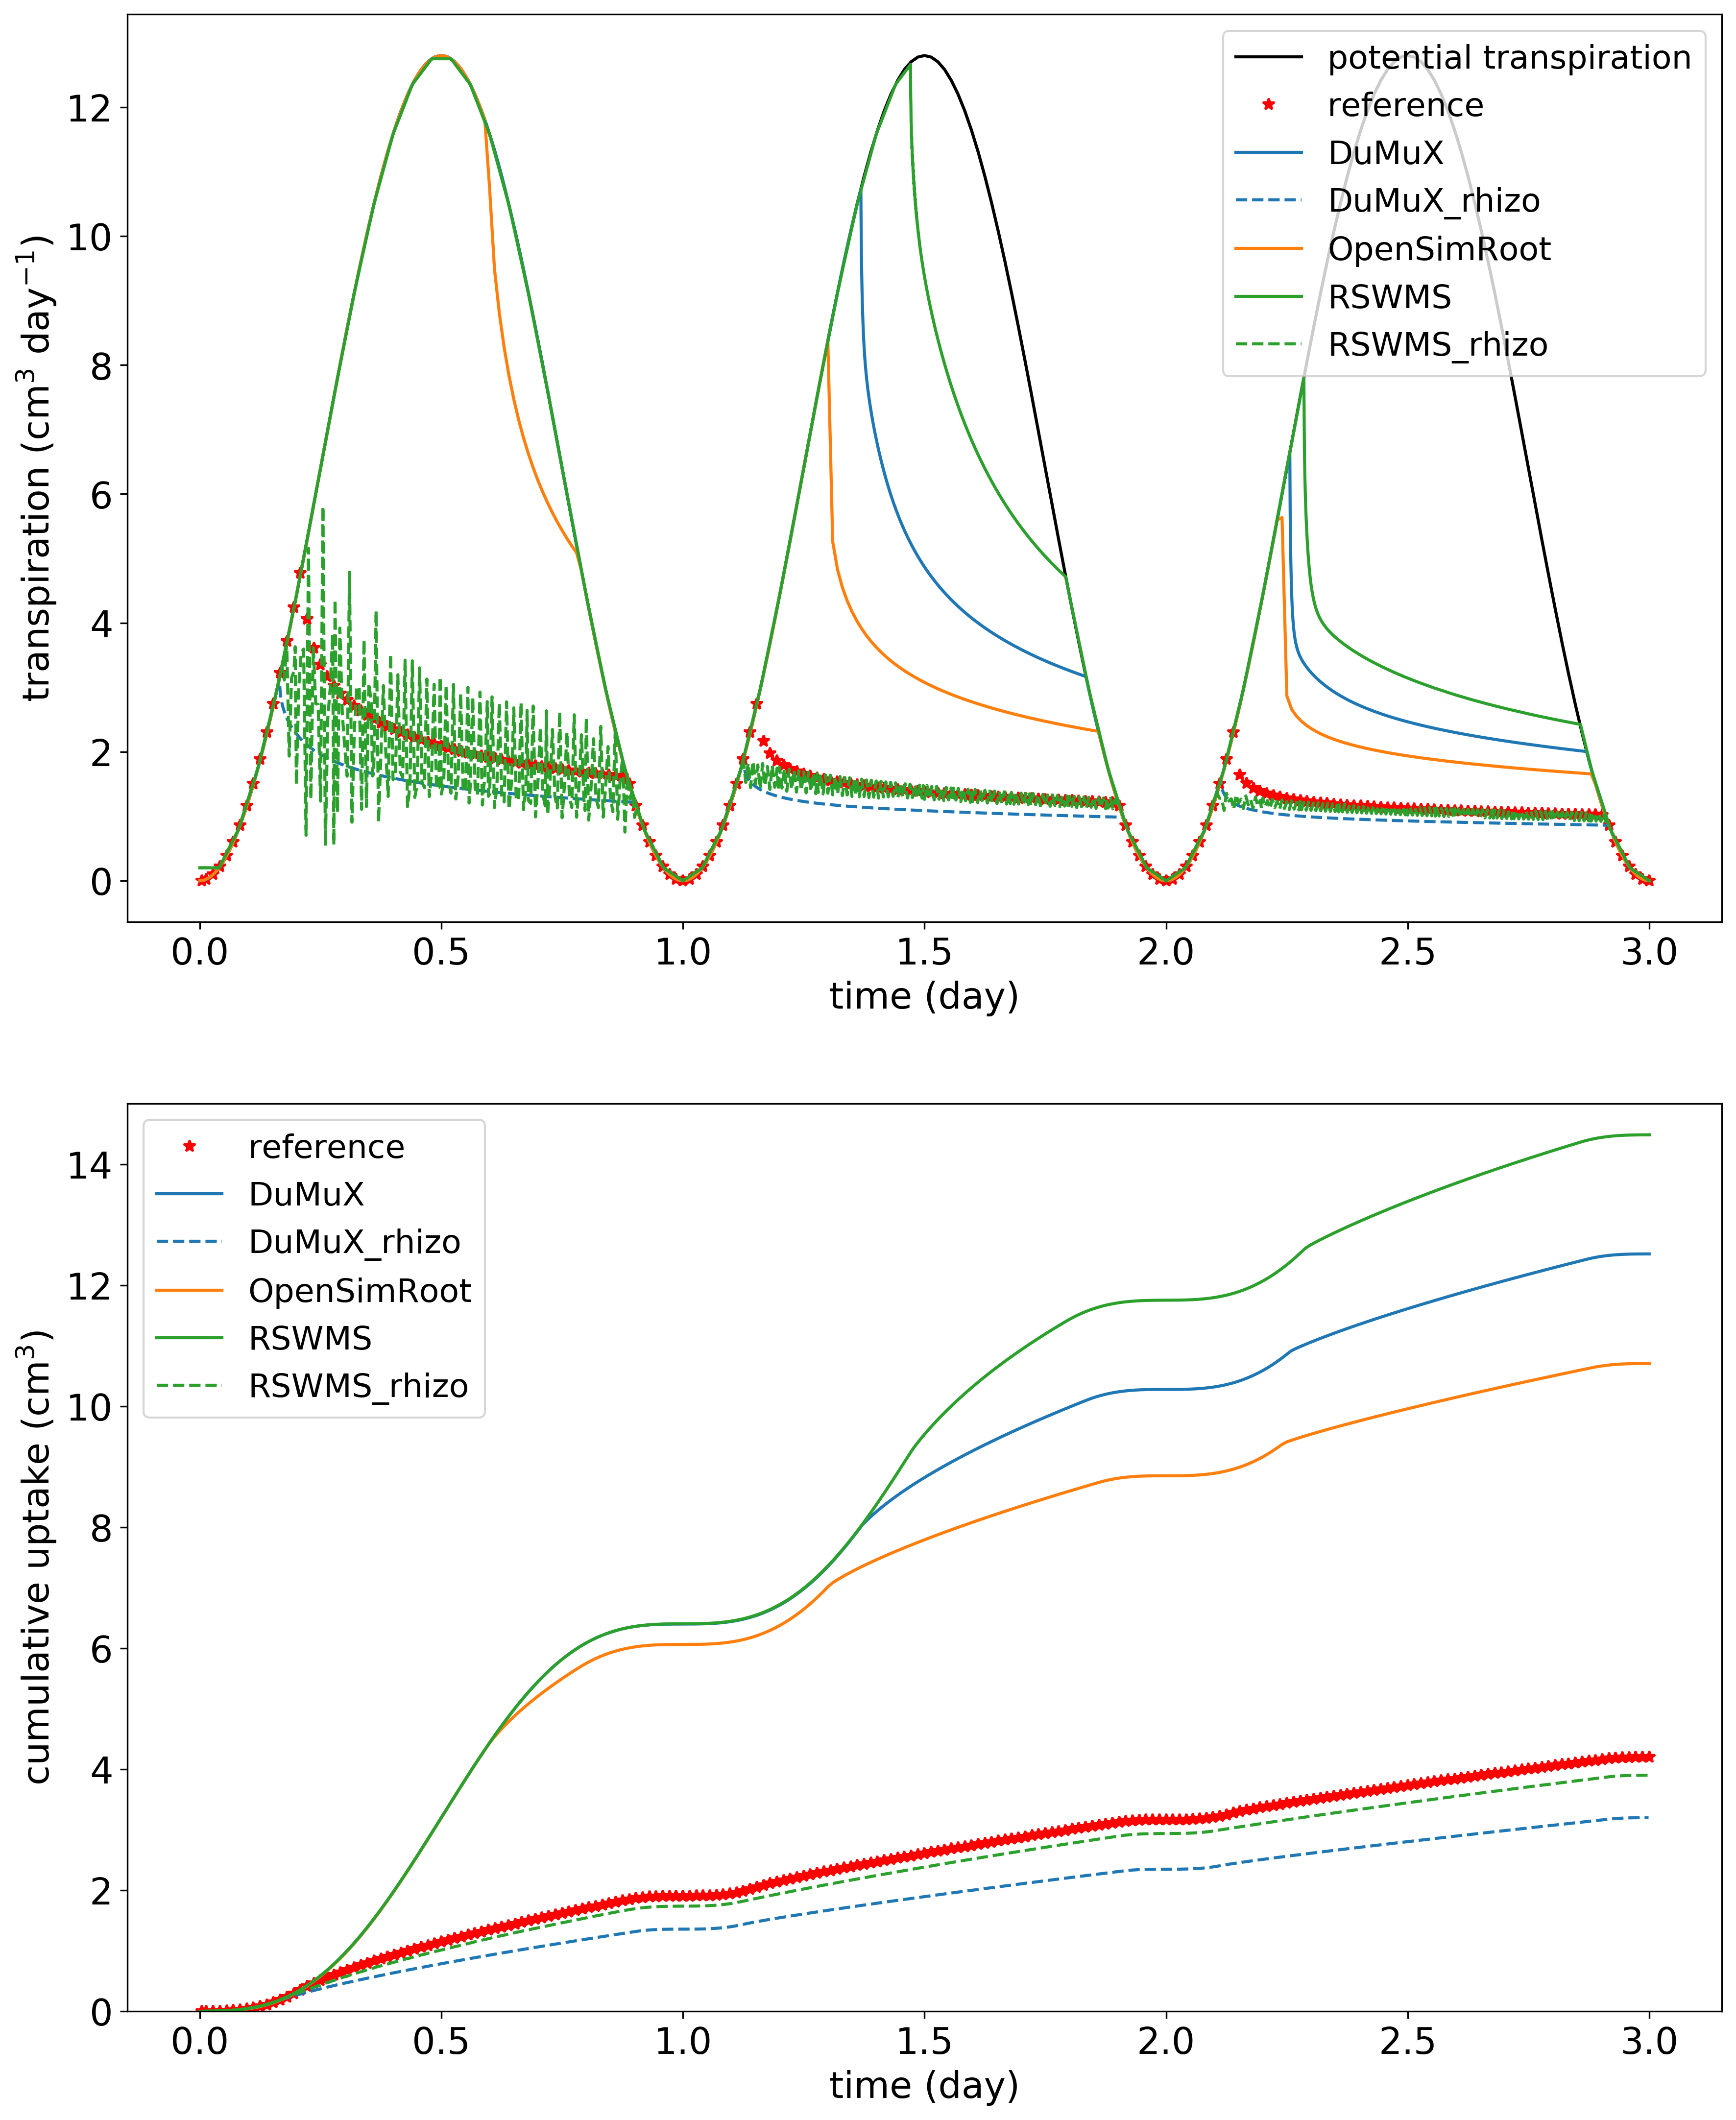 potential transpiration
reference
DuMuX
DuMuX_rhizo
OpenSimRoot
RSWMS
RSWMS_rhizo
12
10
8
6
4
2
0
transpiration (cm³ day⁻¹)
0.0 0.5 1.0 1.5 2.0 2.5 3.0
time (day)
reference
DuMuX
DuMuX_rhizo
OpenSimRoot
RSWMS
RSWMS_rhizo
14
12
10
8
6
4
2
0
cumulative uptake (cm³)
0.0 0.5 1.0 1.5 2.0 2.5 3.0
time (day)